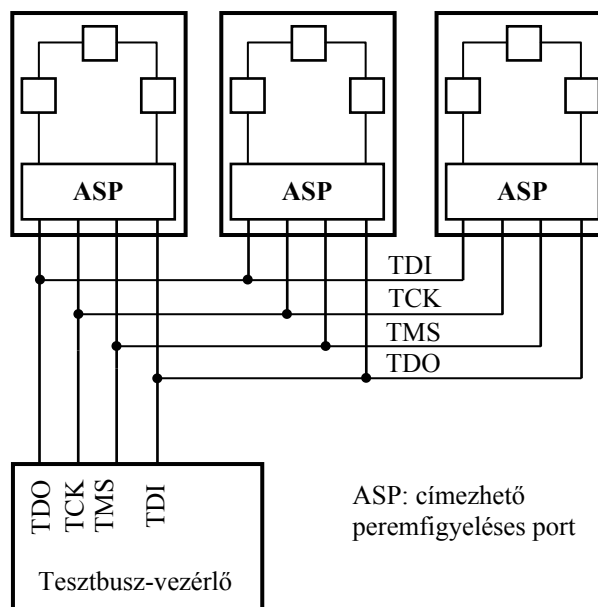 ASP
ASP
ASP
TDI
TCK
TMS
TDO
TDO
TCK
TMS
TDI
ASP: címezhető
peremfigyeléses port
Tesztbusz-vezérlő